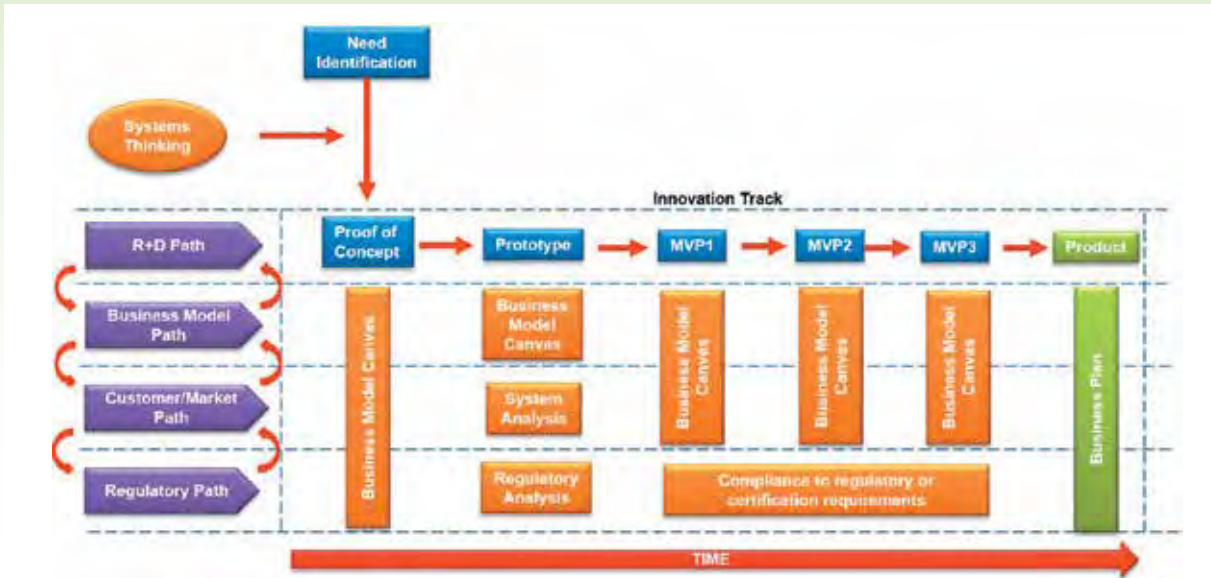 Need
Identification
Systems
Thinking
Innovation Track
R+D Path
Proof of
Concept
Prototype
MVP1
MVP2
MVP3
Product
Business Model
Path
Customer/Market
Path
Regulatory Path
Business Model Canvas
Business
Model
Canvas
System
Analysis
Regulatory
Analysis
Business Model
Canvas
Business Model
Canvas
Business Model
Canvas
Compliance to regulatory or
certification requirements
Business Plan
TIME